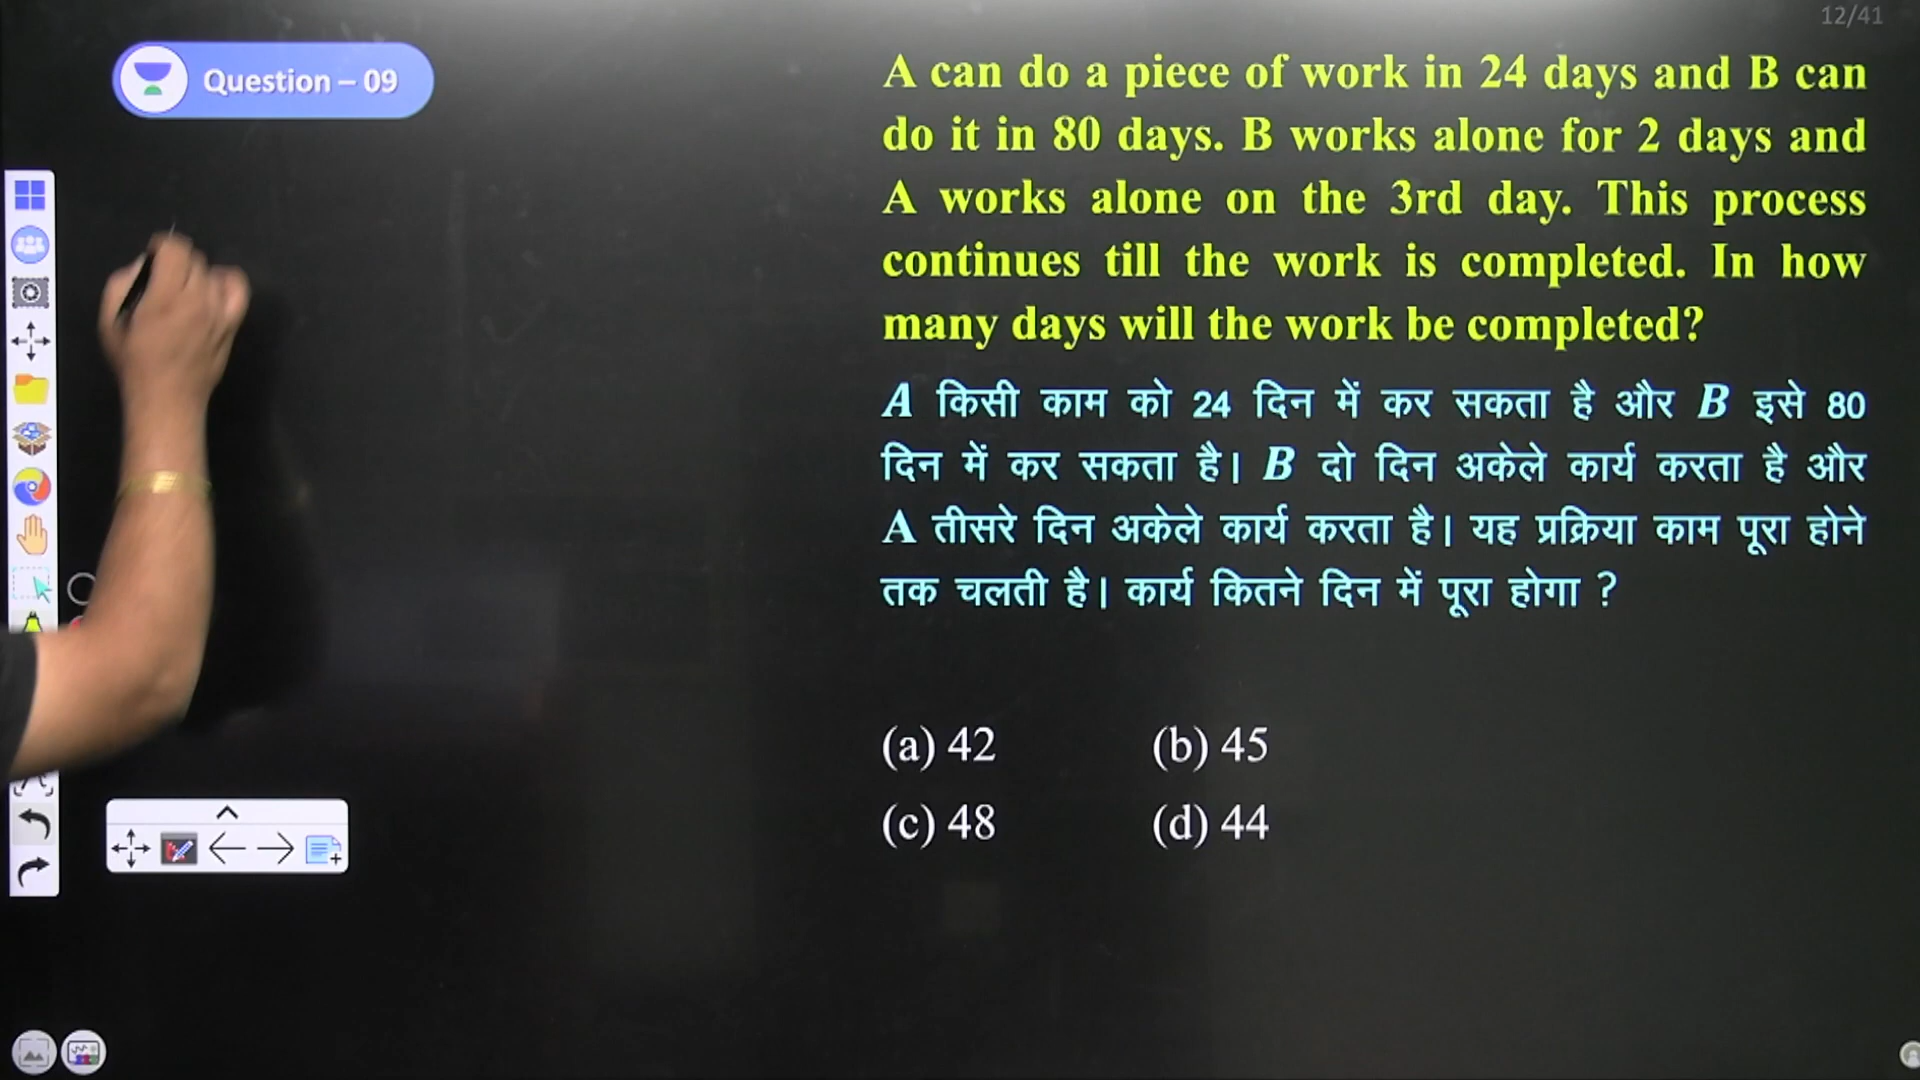 12/41
Question – 09
A can do a piece of work in 24 days and B can
do it in 80 days. B works alone for 2 days and
A works alone on the 3rd day. This process
continues till the work is completed. In how
many days will the work be completed?
A किसी काम को 24 दिन में कर सकता है और B इसे 80
दिन में कर सकता है। B दो दिन अकेले कार्य करता है और
A तीसरे दिन अकेले कार्य करता है। यह प्रक्रिया काम पूरा होने
तक चलती है। कार्य कितने दिन में पूरा होगा ?
(a) 42 (b) 45
(c) 48 (d) 44